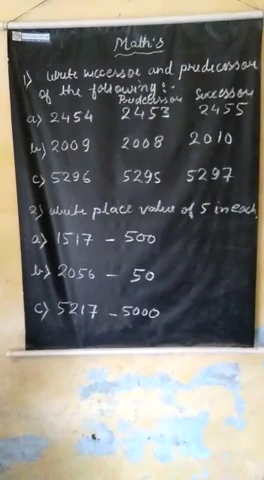 Math's
1) Write successor and predecessor
of the following:-
Predecessor Successor
a) 2454 2453 2455
b) 2009 2008 2010
c) 5296 5295 5297
2) Write place value of 5 in each.
a) 1517 - 500
b) 2056 - 50
c) 5217 - 5000